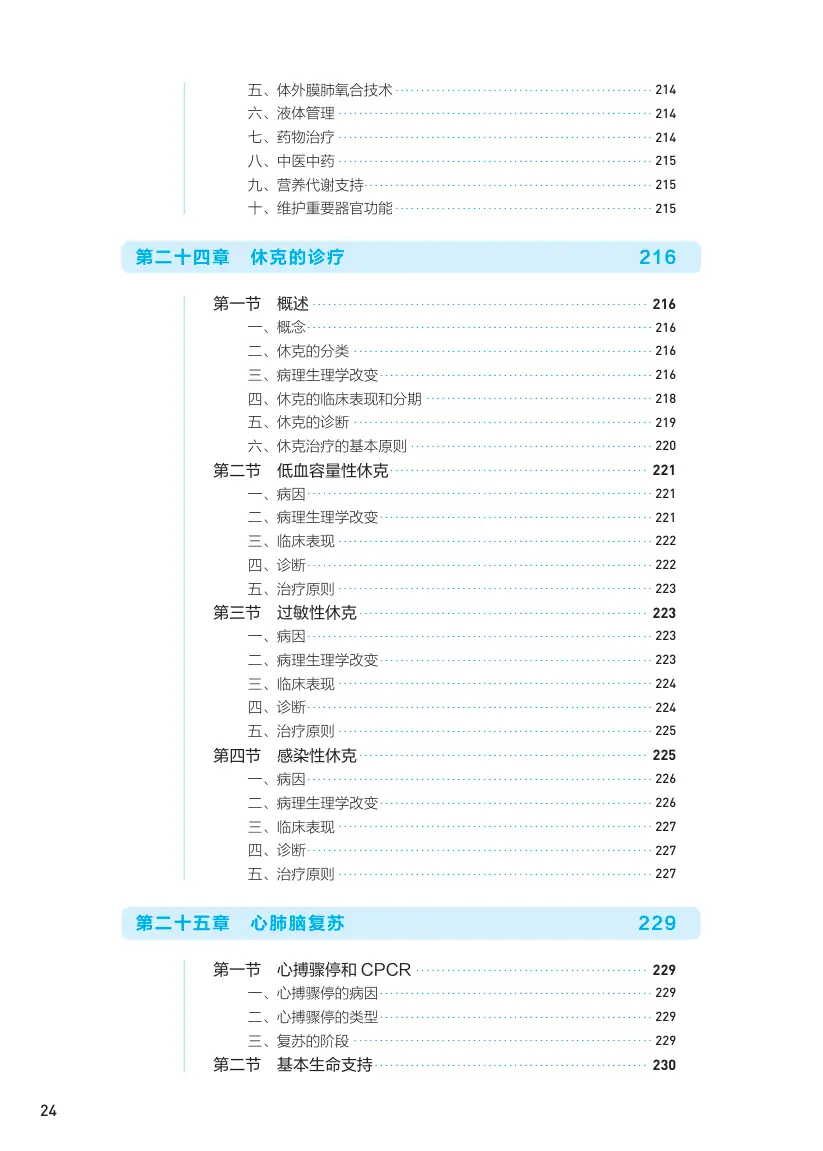 五、体外膜肺氧合技术 214
六、液体管理 214
七、药物治疗 214
八、中医中药 215
九、营养代谢支持 215
十、维护重要器官功能 215
第二十四章 休克的诊疗 216
第一节 概述 216
一、概念 216
二、休克的分类 216
三、病理生理学改变 216
四、休克的临床表现和分期 218
五、休克的诊断 219
六、休克治疗的基本原则 220
第二节 低血容量性休克 221
一、病因 221
二、病理生理学改变 221
三、临床表现 222
四、诊断 222
五、治疗原则 223
第三节 过敏性休克 223
一、病因 223
二、病理生理学改变 223
三、临床表现 224
四、诊断 224
五、治疗原则 225
第四节 感染性休克 225
一、病因 226
二、病理生理学改变 226
三、临床表现 227
四、诊断 227
五、治疗原则 227
第二十五章 心肺脑复苏 229
第一节 心搏骤停和 CPCR 229
一、心搏骤停的病因 229
二、心搏骤停的类型 229
三、复苏的阶段 229
第二节 基本生命支持 230
24